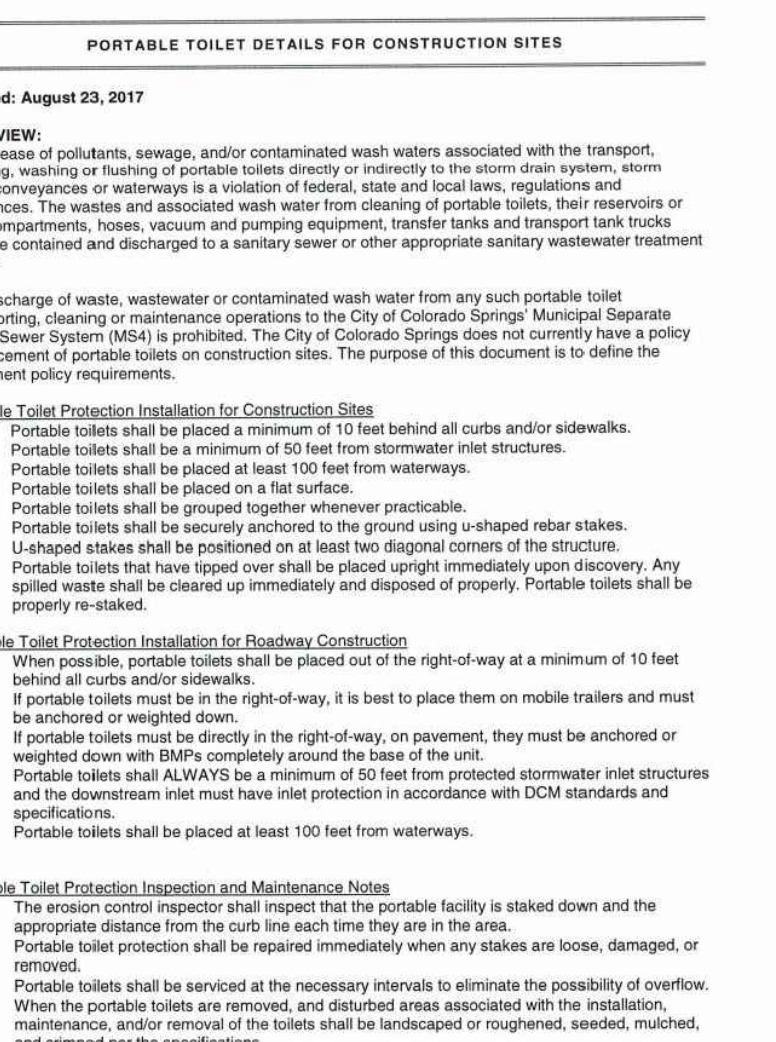 PORTABLE TOILET DETAILS FOR CONSTRUCTION SITES
d: August 23, 2017
VIEW:
ease of pollutants, sewage, and/or contaminated wash waters associated with the transport,
g, washing or flushing of portable toilets directly or indirectly to the storm drain system, storm
conveyances or waterways is a violation of federal, state and local laws, regulations and
nces. The wastes and associated wash water from cleaning of portable toilets, their reservoirs or
ompartments, hoses, vacuum and pumping equipment, transfer tanks and transport tank trucks
e contained and discharged to a sanitary sewer or other appropriate sanitary wastewater treatment
scharge of waste, wastewater or contaminated wash water from any such portable toilet
orting, cleaning or maintenance operations to the City of Colorado Springs' Municipal Separate
Sewer System (MS4) is prohibited. The City of Colorado Springs does not currently have a policy
cement of portable toilets on construction sites. The purpose of this document is to define the
ment policy requirements.
le Toilet Protection Installation for Construction Sites
Portable toilets shall be placed a minimum of 10 feet behind all curbs and/or sidewalks.
Portable toilets shall be a minimum of 50 feet from stormwater inlet structures.
Portable toilets shall be placed at least 100 feet from waterways.
Portable toilets shall be placed on a flat surface.
Portable toilets shall be grouped together whenever practicable.
Portable toilets shall be securely anchored to the ground using u-shaped rebar stakes.
U-shaped stakes shall be positioned on at least two diagonal corners of the structure.
Portable toilets that have tipped over shall be placed upright immediately upon discovery. Any
spilled waste shall be cleared up immediately and disposed of properly. Portable toilets shall be
properly re-staked.
ble Toilet Protection Installation for Roadway Construction
When possible, portable toilets shall be placed out of the right-of-way at a minimum of 10 feet
behind all curbs and/or sidewalks.
If portable toilets must be in the right-of-way, it is best to place them on mobile trailers and must
be anchored or weighted down.
If portable toilets must be directly in the right-of-way, on pavement, they must be anchored or
weighted down with BMPs completely around the base of the unit.
Portable toilets shall ALWAYS be a minimum of 50 feet from protected stormwater inlet structures
and the downstream inlet must have inlet protection in accordance with DCM standards and
specifications.
Portable toilets shall be placed at least 100 feet from waterways.
ble Toilet Protection Inspection and Maintenance Notes
The erosion control inspector shall inspect that the portable facility is staked down and the
appropriate distance from the curb line each time they are in the area.
Portable toilet protection shall be repaired immediately when any stakes are loose, damaged, or
removed.
Portable toilets shall be serviced at the necessary intervals to eliminate the possibility of overflow.
When the portable toilets are removed, and disturbed areas associated with the installation,
maintenance, and/or removal of the toilets shall be landscaped or roughened, seeded, mulched,
and crimped per the specifications.